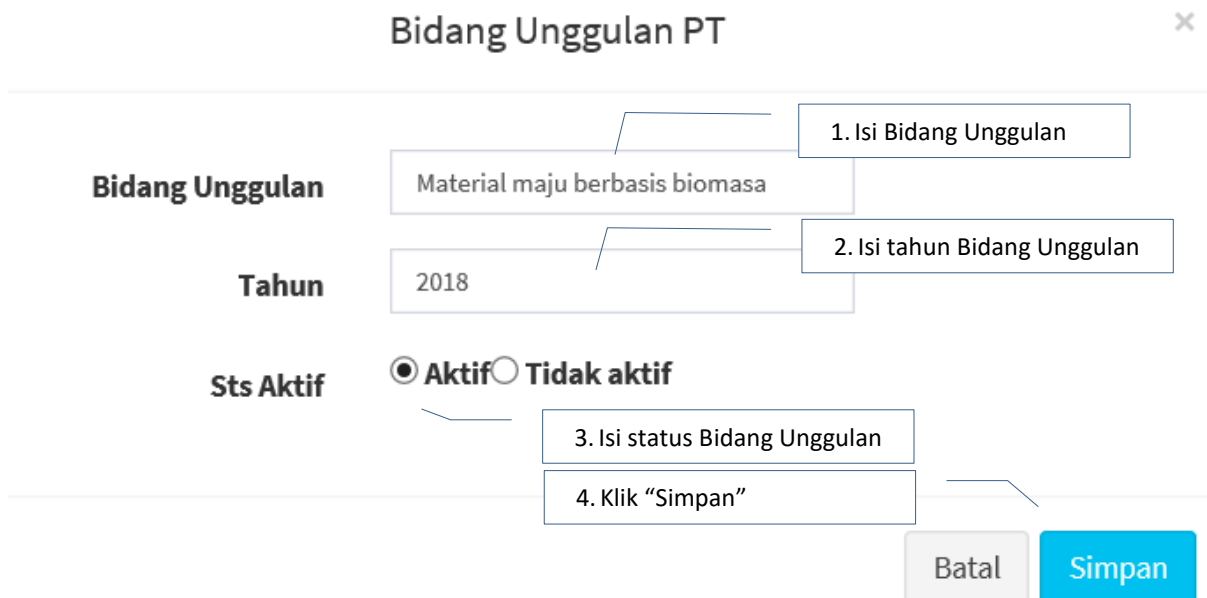 Bidang Unggulan PT
×
1. Isi Bidang Unggulan
Bidang Unggulan
Material maju berbasis biomasa
2. Isi tahun Bidang Unggulan
Tahun
2018
Sts Aktif
Aktif Tidak aktif
3. Isi status Bidang Unggulan
4. Klik “Simpan”
Batal
Simpan